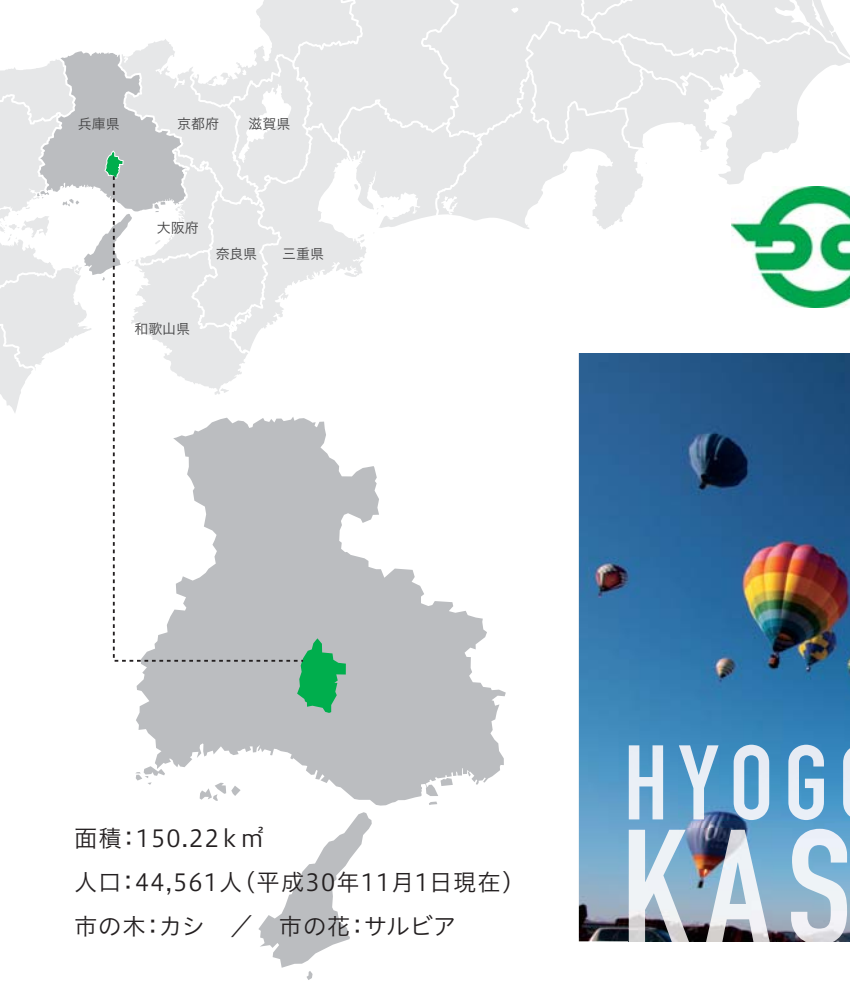 兵庫県
京都府
滋賀県
大阪府
奈良県
三重県
和歌山県
HYOGO
KAS
面積：150.22k㎡
人口：44,561人（平成30年11月1日現在）
市の木：カシ　／　市の花：サルビア